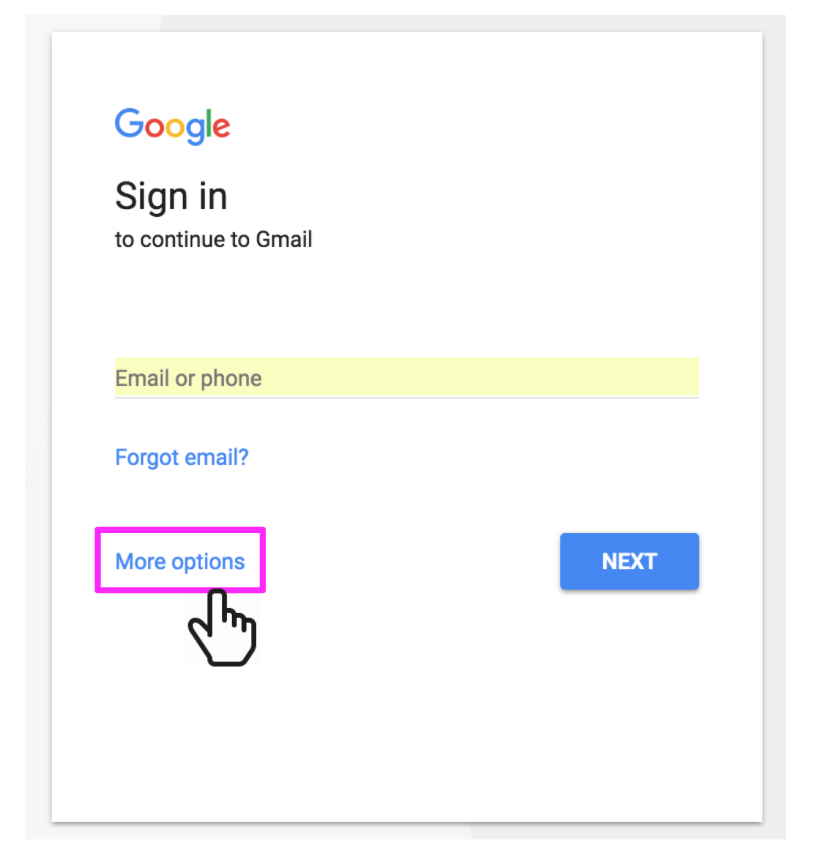 Google
Sign in
to continue to Gmail
Email or phone
Forgot email?
More options
NEXT